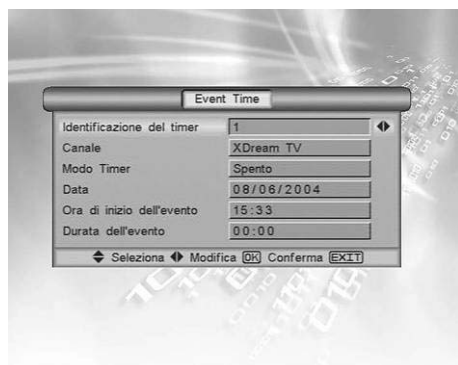 Event Time
Identificazione del timer 1
Canale XDream TV
Modo Timer Spento
Data 08/06/2004
Ora di inizio dell'evento 15:33
Durata dell'evento 00:00
Seleziona Modifica OK Conferma EXIT